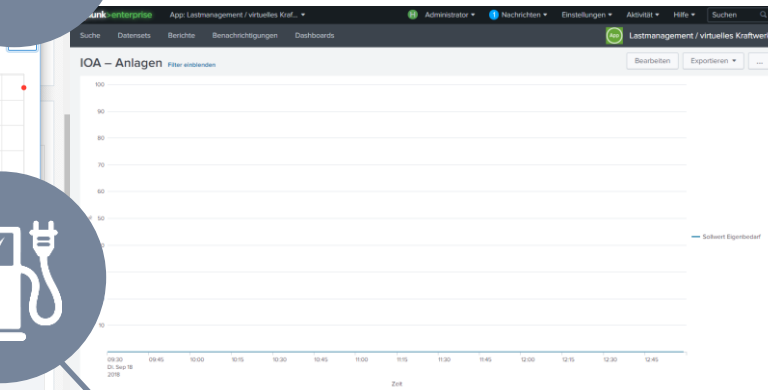 enterprise App: Lastmanagement / virtuelles Kraf... Administrator Nachrichten Einstellungen Aktivität Hilfe Suchen
Suche Datensets Berichte Benachrichtigungen Dashboards App Lastmanagement / virtuelles Kraftwerk
IOA – Anlagen Filter einblenden Bearbeiten Exportieren ...
100
90
80
70
60
50
Sollwert Eigenbedarf
10
09:30 09:45 10:00 10:15 10:30 10:45 11:00 11:15 11:30 11:45 12:00 12:15 12:30 12:45
Di. Sep 18
2018
Zeit